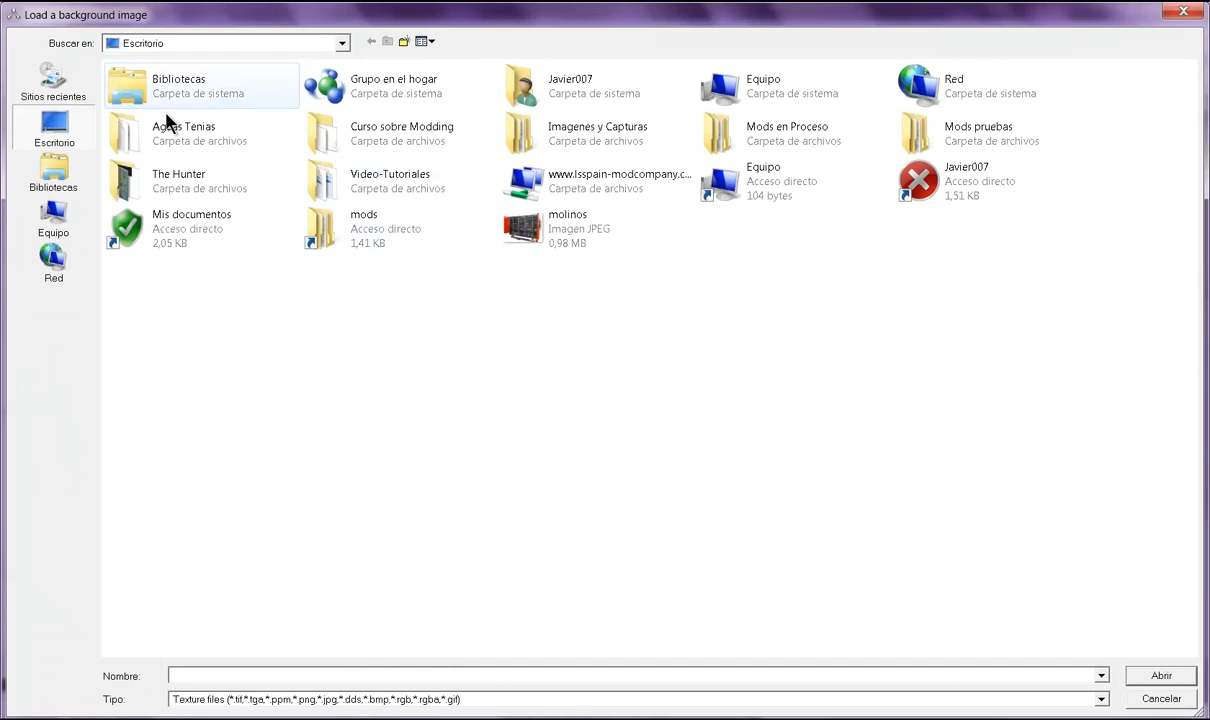 Load a background image
Buscar en:
Escritorio
Sitios recientes
Escritorio
Bibliotecas
Equipo
Red
Bibliotecas
Carpeta de sistema
Grupo en el hogar
Carpeta de sistema
Javier007
Carpeta de sistema
Equipo
Carpeta de sistema
Red
Carpeta de sistema
Tenias
Carpeta de archivos
Curso sobre Modding
Carpeta de archivos
Imagenes y Capturas
Carpeta de archivos
Mods en Proceso
Carpeta de archivos
Mods pruebas
Carpeta de archivos
The Hunter
Carpeta de archivos
Video-Tutoriales
Carpeta de archivos
www.lsspain-modcompany.c...
Carpeta de archivos
Equipo
Acceso directo
104 bytes
Javier007
Acceso directo
1,51 KB
Mis documentos
Acceso directo
2,05 KB
mods
Acceso directo
1,41 KB
molinos
Imagen JPEG
0,98 MB
Nombre:
Abrir
Tipo:
Texture files (*.tif,*.tga,*.ppm,*.png,*.jpg,*.dds,*.bmp,*.rgb,*.rgba,*.gif)
Cancelar